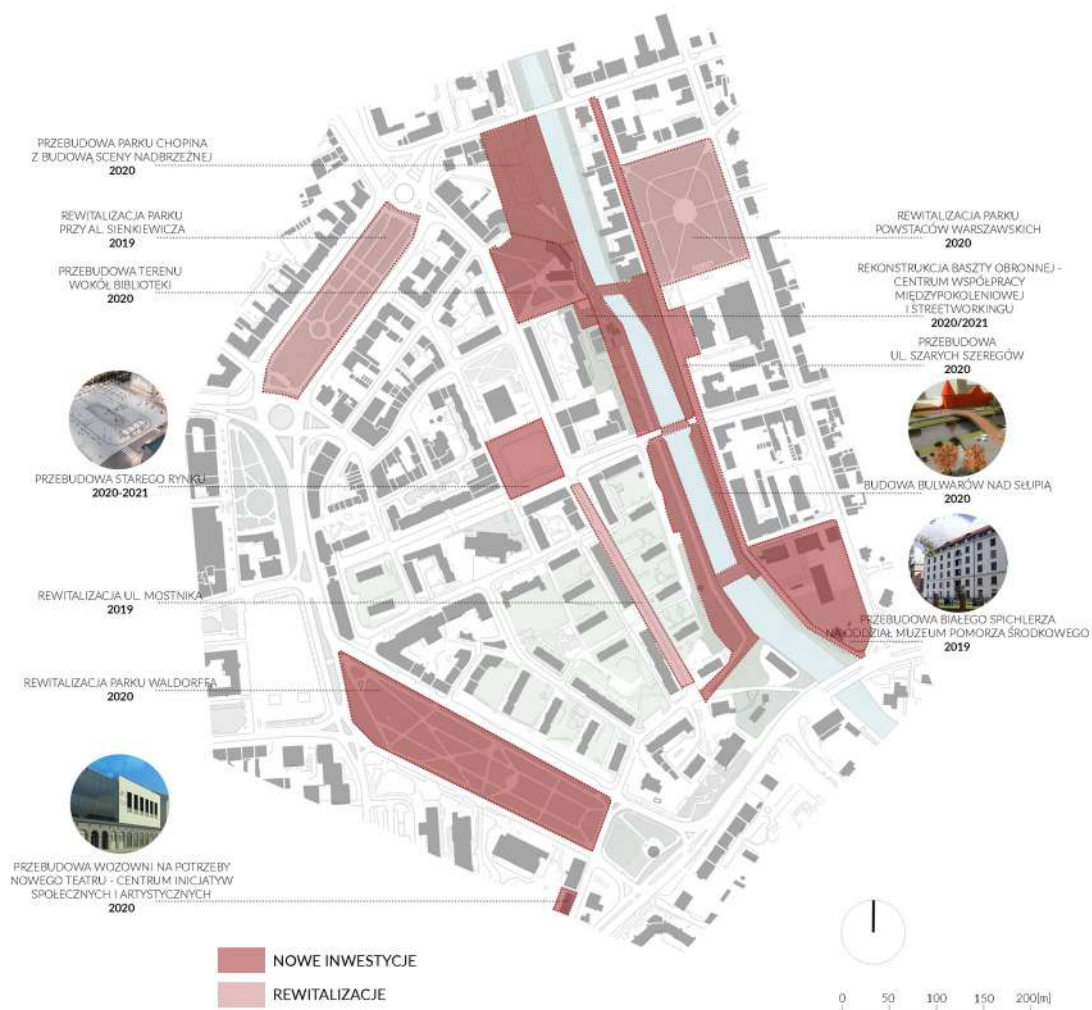 PRZEBUDOWA PARKU CHOPINA
Z BUDOWĄ SCENY NADBRZEŻNEJ
2020
REWITALIZACJA PARKU
PRZY AL. SIENKIEWICZA
2019
PRZEBUDOWA TERENU
WOKÓŁ BIBLIOTEKI
2020
PRZEBUDOWA STAREGO RYNKU
2020-2021
REWITALIZACJA UL. MOSTNIKA
2019
REWITALIZACJA PARKU WALDORFFA
2020
PRZEBUDOWA WOZOWNI NA POTRZEBY
NOWEGO TEATRU - CENTRUM INICJATYW
SPOŁECZNYCH I ARTYSTYCZNYCH
2020
REWITALIZACJA PARKU
POWSTAŃCÓW WARSZAWSKICH
2020
REKONSTRUKCJA BASZTY OBRONNEJ -
CENTRUM WSPÓŁPRACY
MIĘDZYPOKOLENIOWEJ
I STREETWORKINGU
2020/2021
PRZEBUDOWA
UL. SZARYCH SZEREGÓW
2020
BUDOWA BULWARÓW NAD SŁUPIĄ
2020
PRZEBUDOWA BIAŁEGO SPICHLERZA
NA ODDZIAŁ MUZEUM POMORZA ŚRODKOWEGO
2019
NOWE INWESTYCJE
REWITALIZACJE
0 50 100 150 200[m]